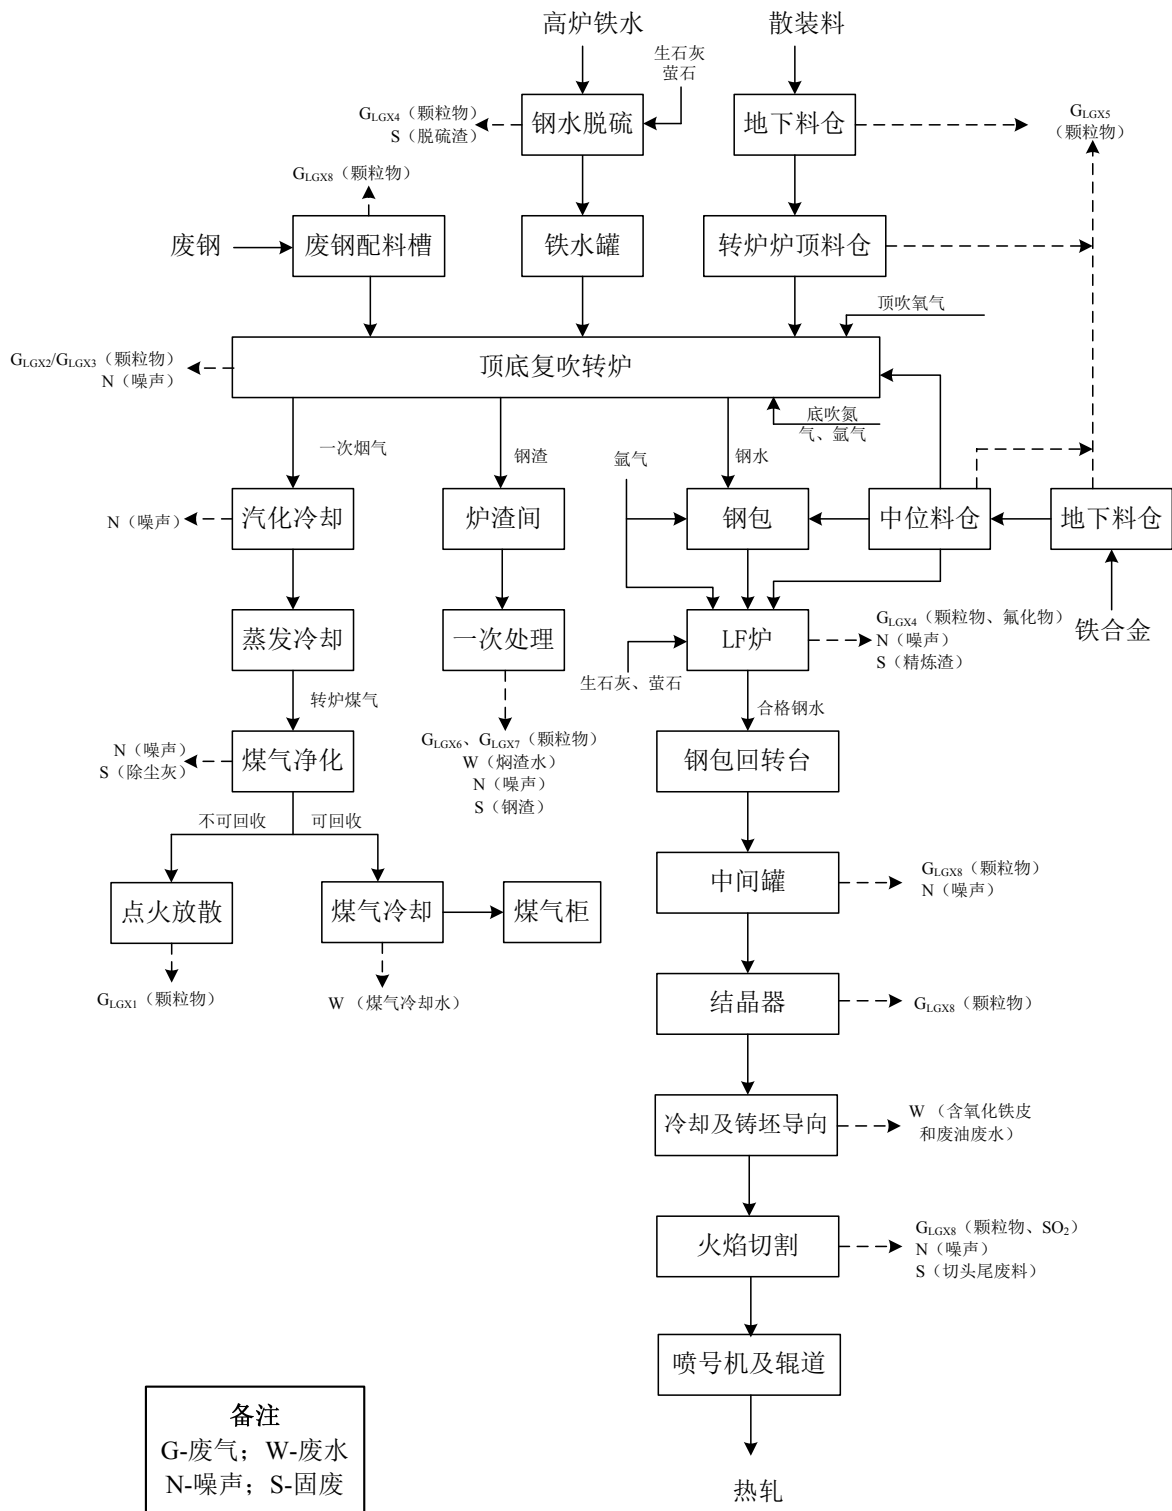 高炉铁水
散装料
生石灰
萤石
GLGX4（颗粒物）
S（脱硫渣）
钢水脱硫
地下料仓
GLGX5
（颗粒物）
GLGX8（颗粒物）
废钢
废钢配料槽
铁水罐
转炉炉顶料仓
顶吹氧气
GLGX2/GLGX3（颗粒物）
N（噪声）
顶底复吹转炉
底吹氮
气、氩气
一次烟气
钢渣
钢水
氩气
N（噪声）
汽化冷却
炉渣间
钢包
中位料仓
地下料仓
蒸发冷却
一次处理
LF炉
GLGX4（颗粒物、氟化物）
N（噪声）
S（精炼渣）
铁合金
生石灰、萤石
转炉煤气
合格钢水
N（噪声）
S（除尘灰）
煤气净化
GLGX6、GLGX7（颗粒物）
W（焖渣水）
N（噪声）
S（钢渣）
钢包回转台
不可回收
可回收
点火放散
煤气冷却
煤气柜
中间罐
GLGX8（颗粒物）
N（噪声）
GLGX1（颗粒物）
W （煤气冷却水）
结晶器
GLGX8（颗粒物）
冷却及铸坯导向
W （含氧化铁皮
和废油废水）
火焰切割
GLGX8（颗粒物、SO2）
N（噪声）
S（切头尾废料）
喷号机及辊道
备注
G-废气；W-废水
N-噪声；S-固废
热轧